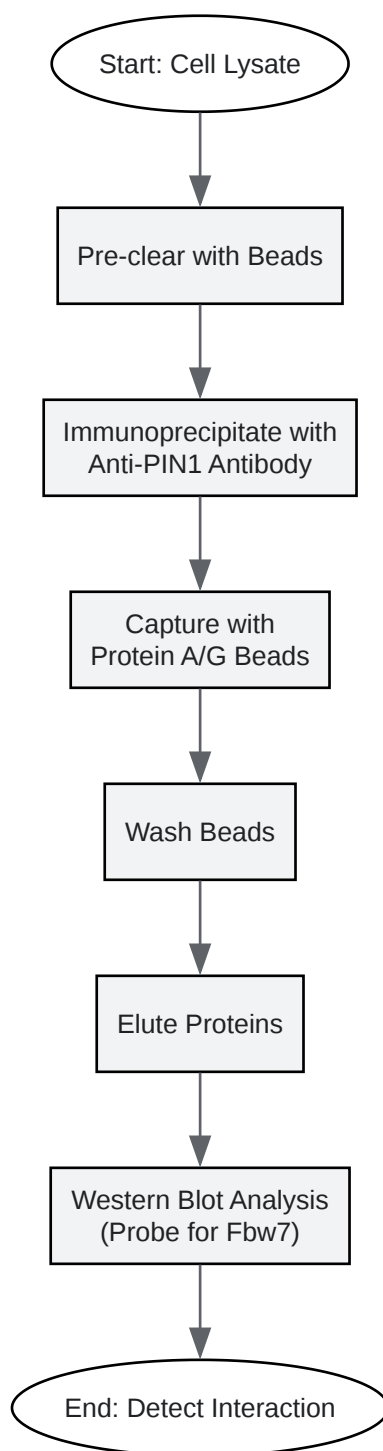 Start: Cell Lysate
Pre-clear with Beads
Immunoprecipitate with
Anti-PIN1 Antibody
Capture with
Protein A/G Beads
Wash Beads
Elute Proteins
Western Blot Analysis
(Probe for Fbw7)
End: Detect Interaction